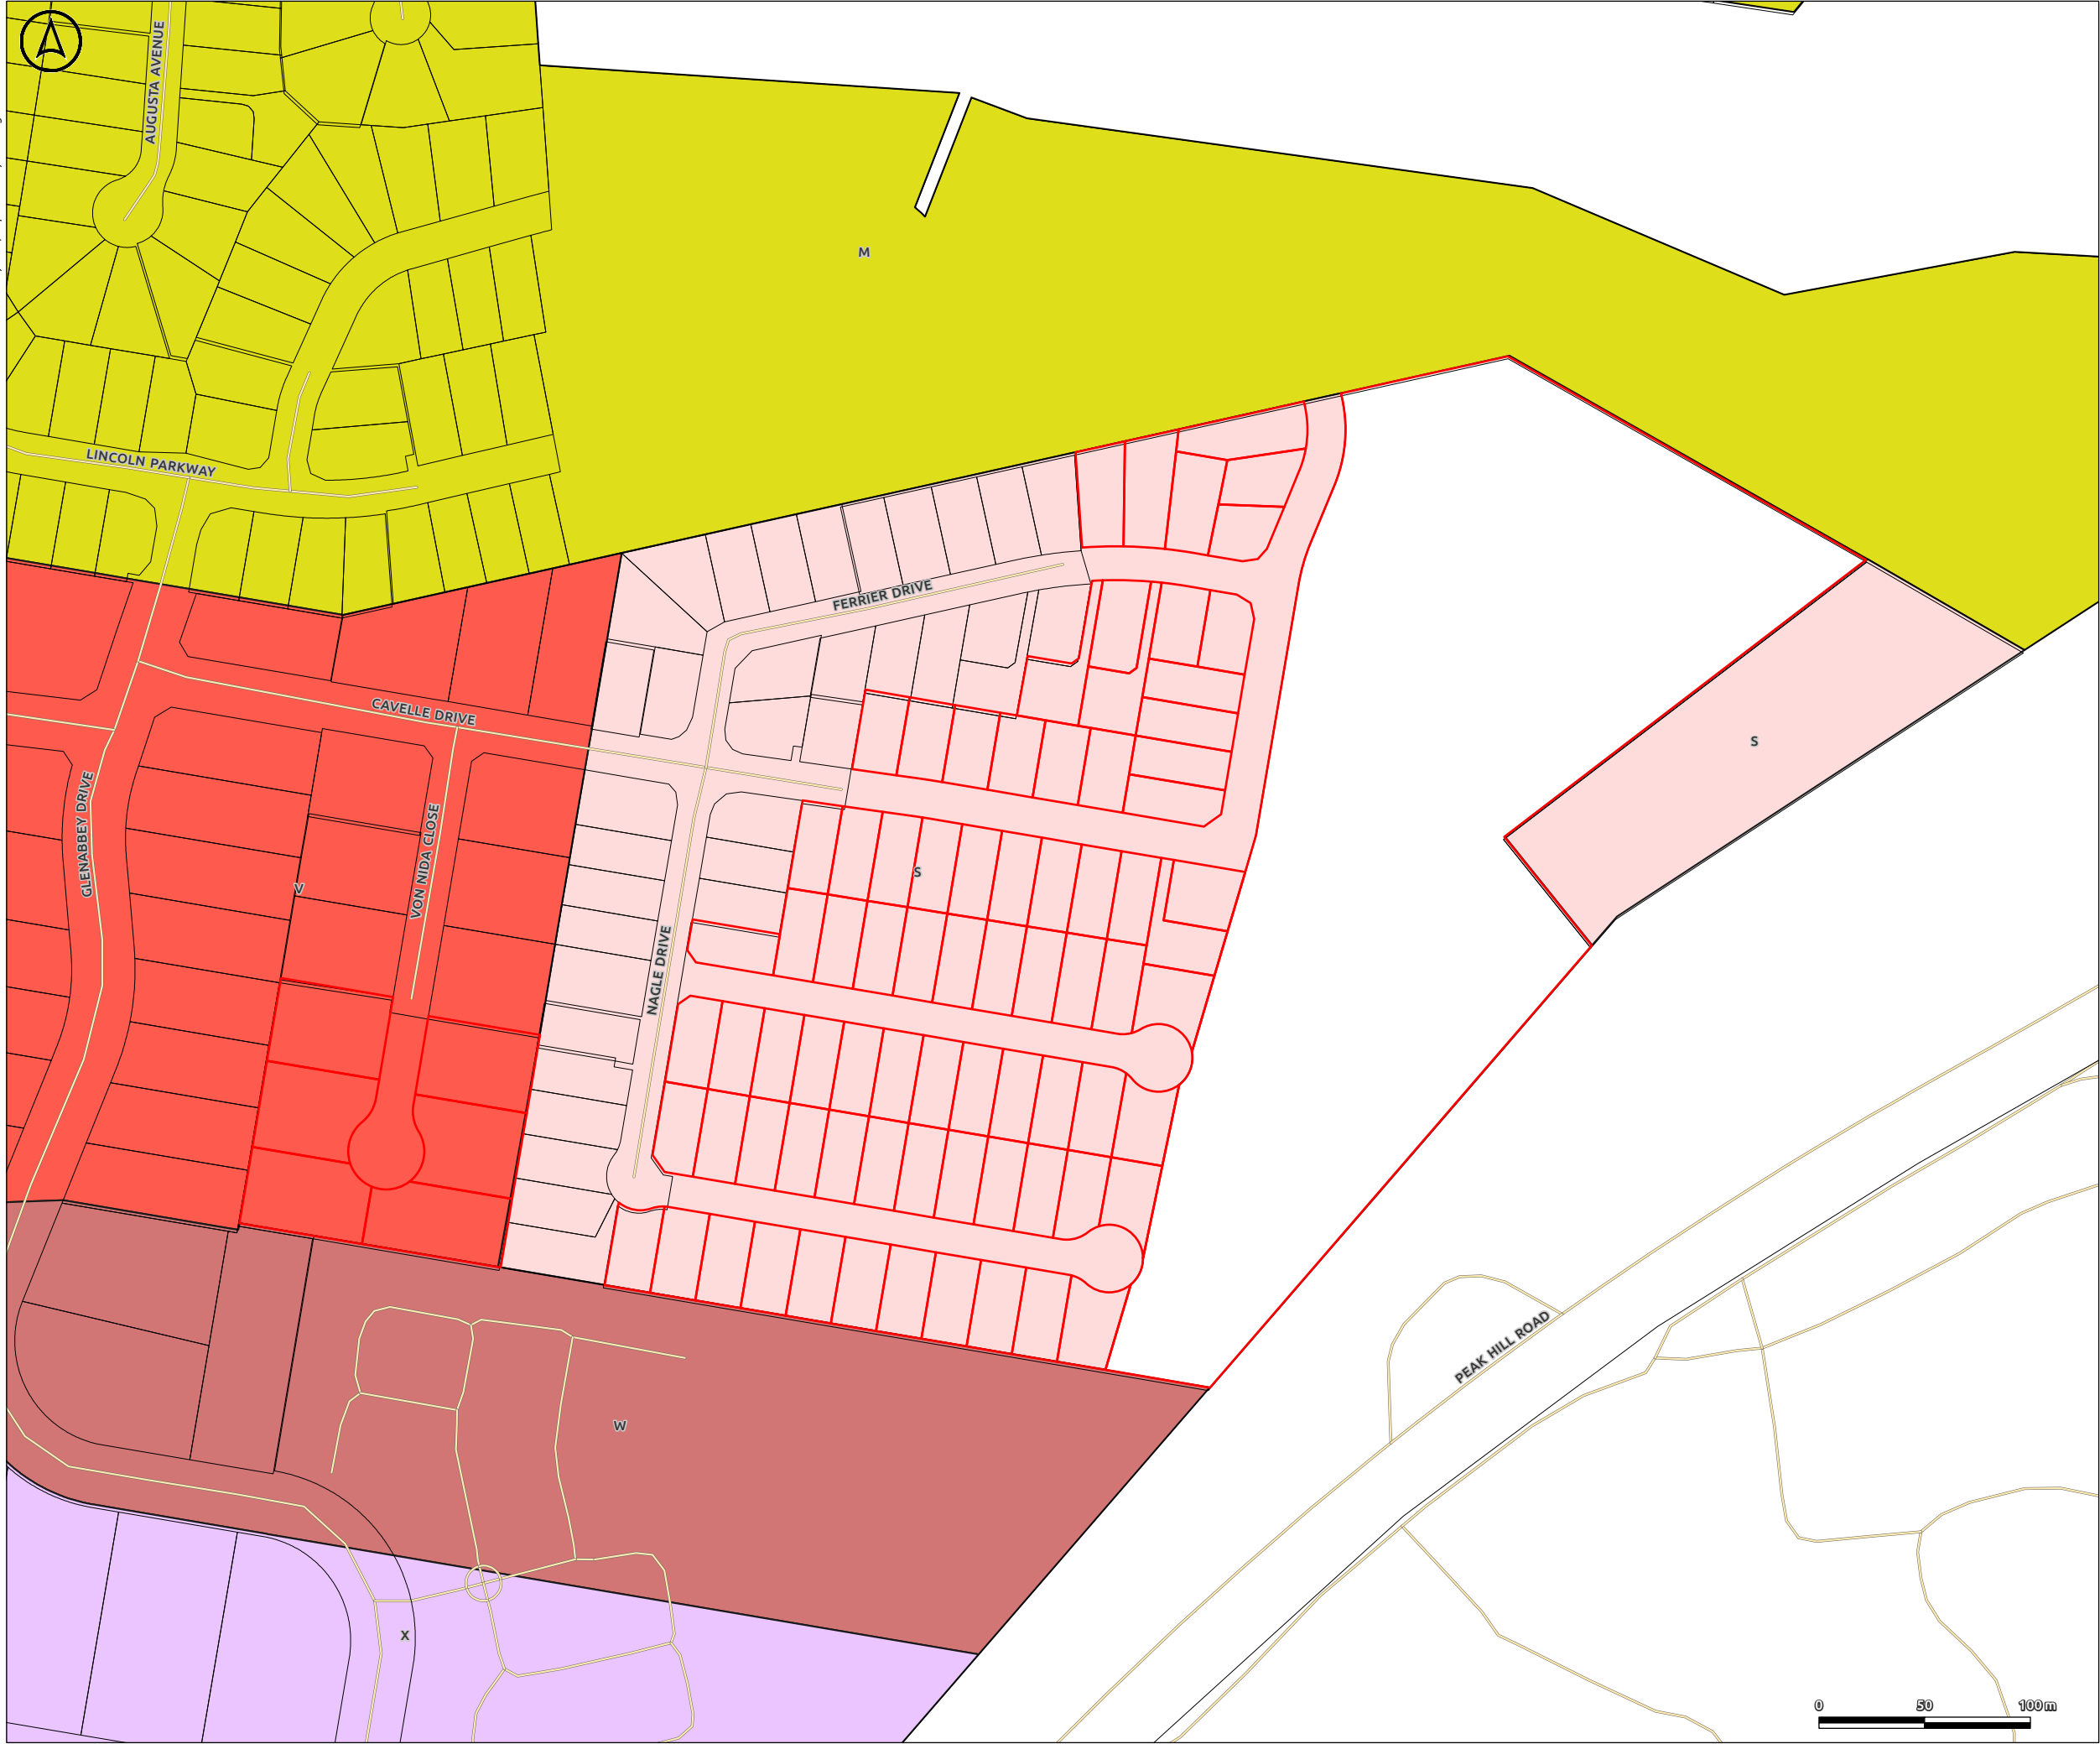 AUGUSTA AVENUE
M
LINCOLN PARKWAY
FERRIER DRIVE
CAVELLE DRIVE
S
GLENABBEY DRIVE
VON NIDA CLOSE
V
S
NAGLE DRIVE
PEAK HILL ROAD
W
X
0 50 100 m